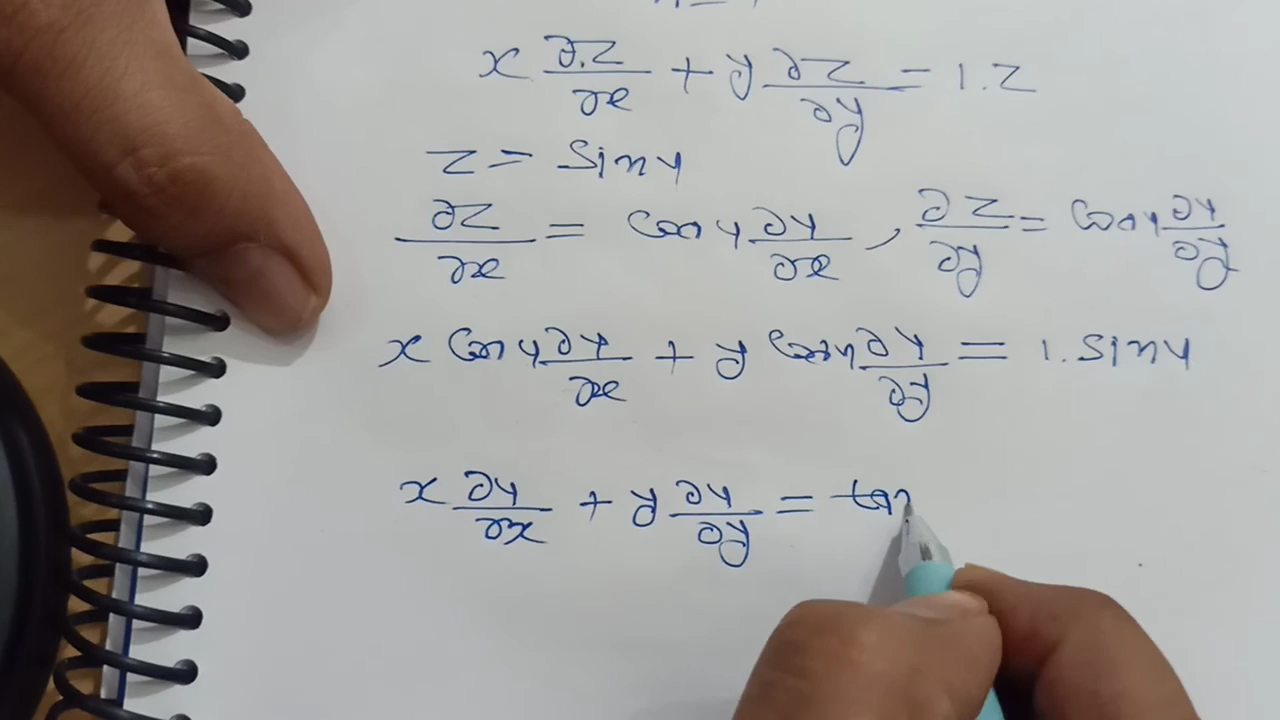 x ∂z/∂x + y ∂z/∂y = 1.z
z = sin u
∂z/∂x = cos u ∂u/∂x , ∂z/∂y = cos u ∂u/∂y
x cos u ∂u/∂x + y cos u ∂u/∂y = 1. sin u
x ∂u/∂x + y ∂u/∂y = tan